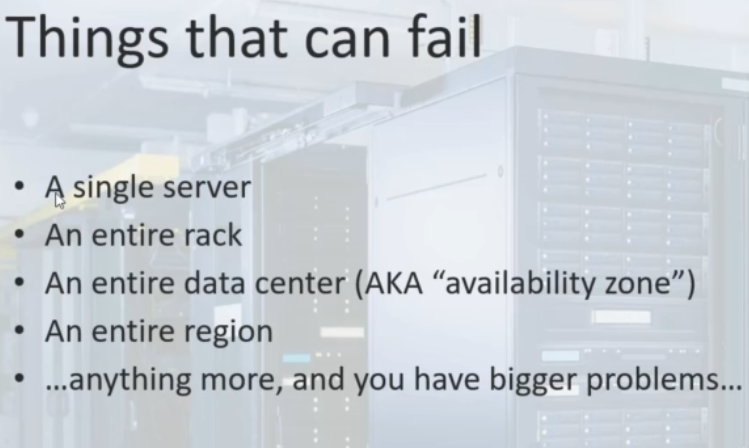 Things that can fail
• A single server
• An entire rack
• An entire data center (AKA “availability zone”)
• An entire region
• …anything more, and you have bigger problems…